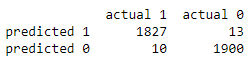 actual 1 actual 0
predicted 1 1827 13
predicted 0 10 1900